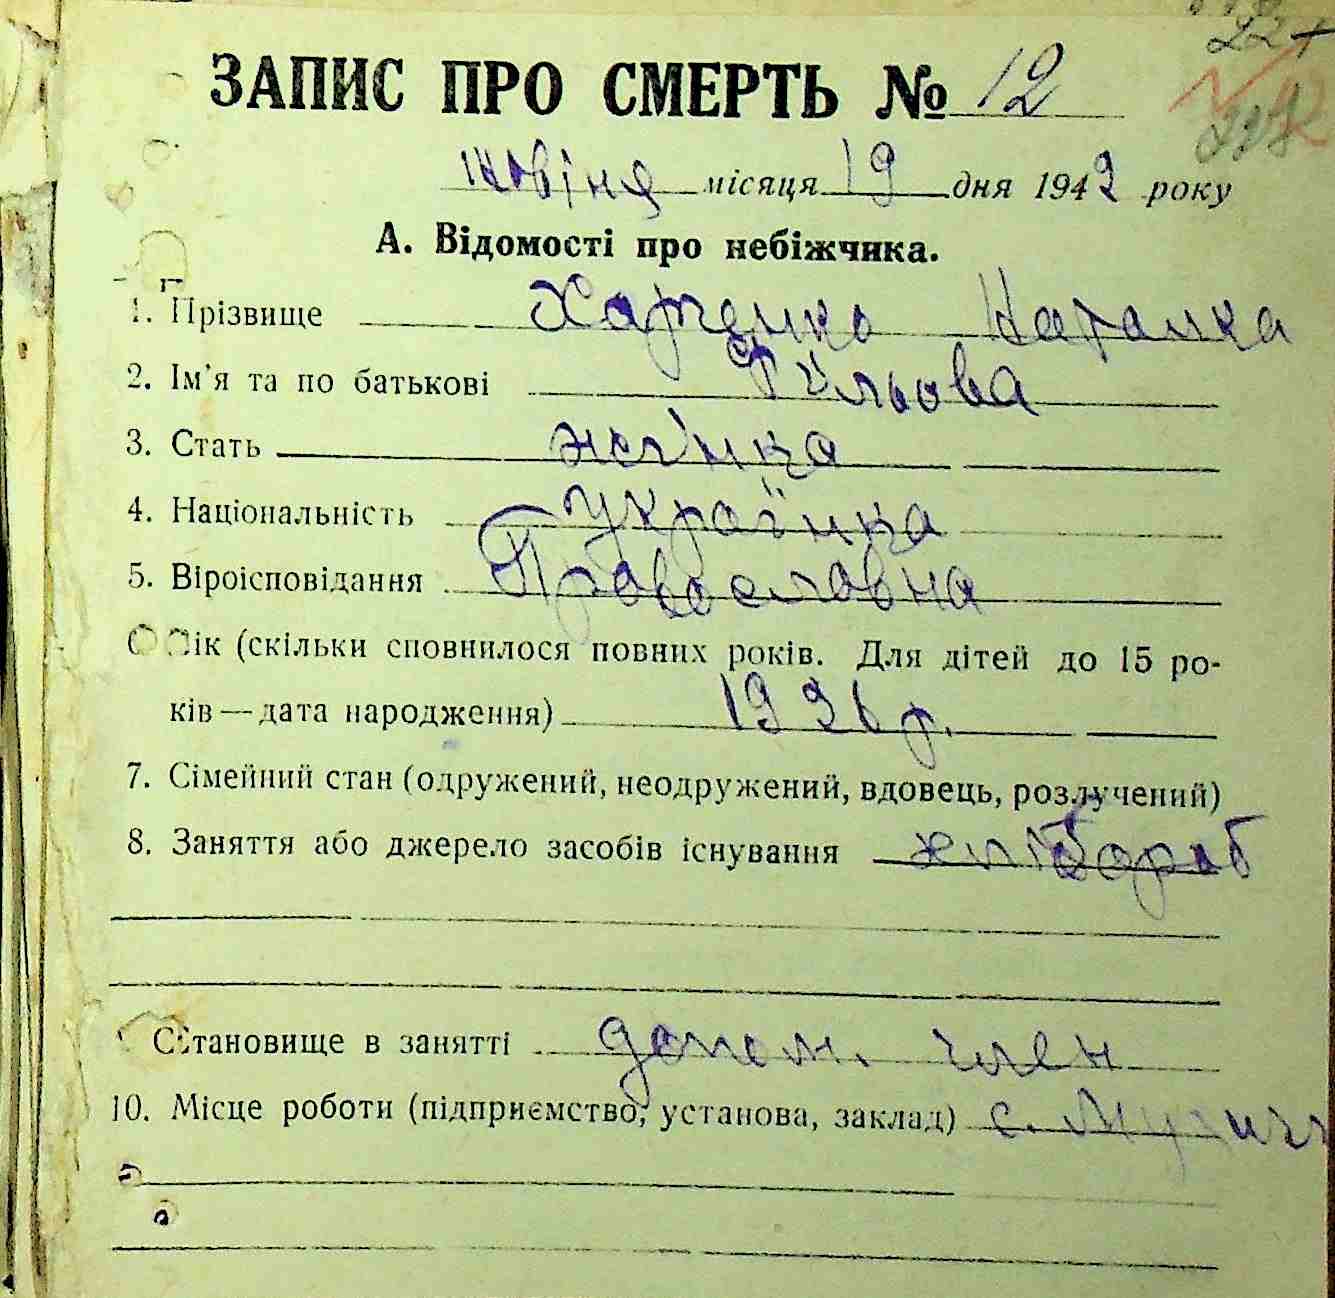 ЗАПИС ПРО СМЕРТЬ № 12
місяця 19 дня 1942 року
А. Відомості про небіжчика.
1. Прізвище Харченко Наталка
2. Ім'я та по батькові
3. Стать жінка
4. Національність Українка
5. Віроісповідання Православна
Вік (скільки сповнилося повних років. Для дітей до 15 ро-
ків—дата народження) 1926 р.
7. Сімейний стан (одружений, неодружений, вдовець, розлучений)
8. Заняття або джерело засобів існування хлібороб
Становище в занятті допом. член
10. Місце роботи (підприємство, установа, заклад) с.